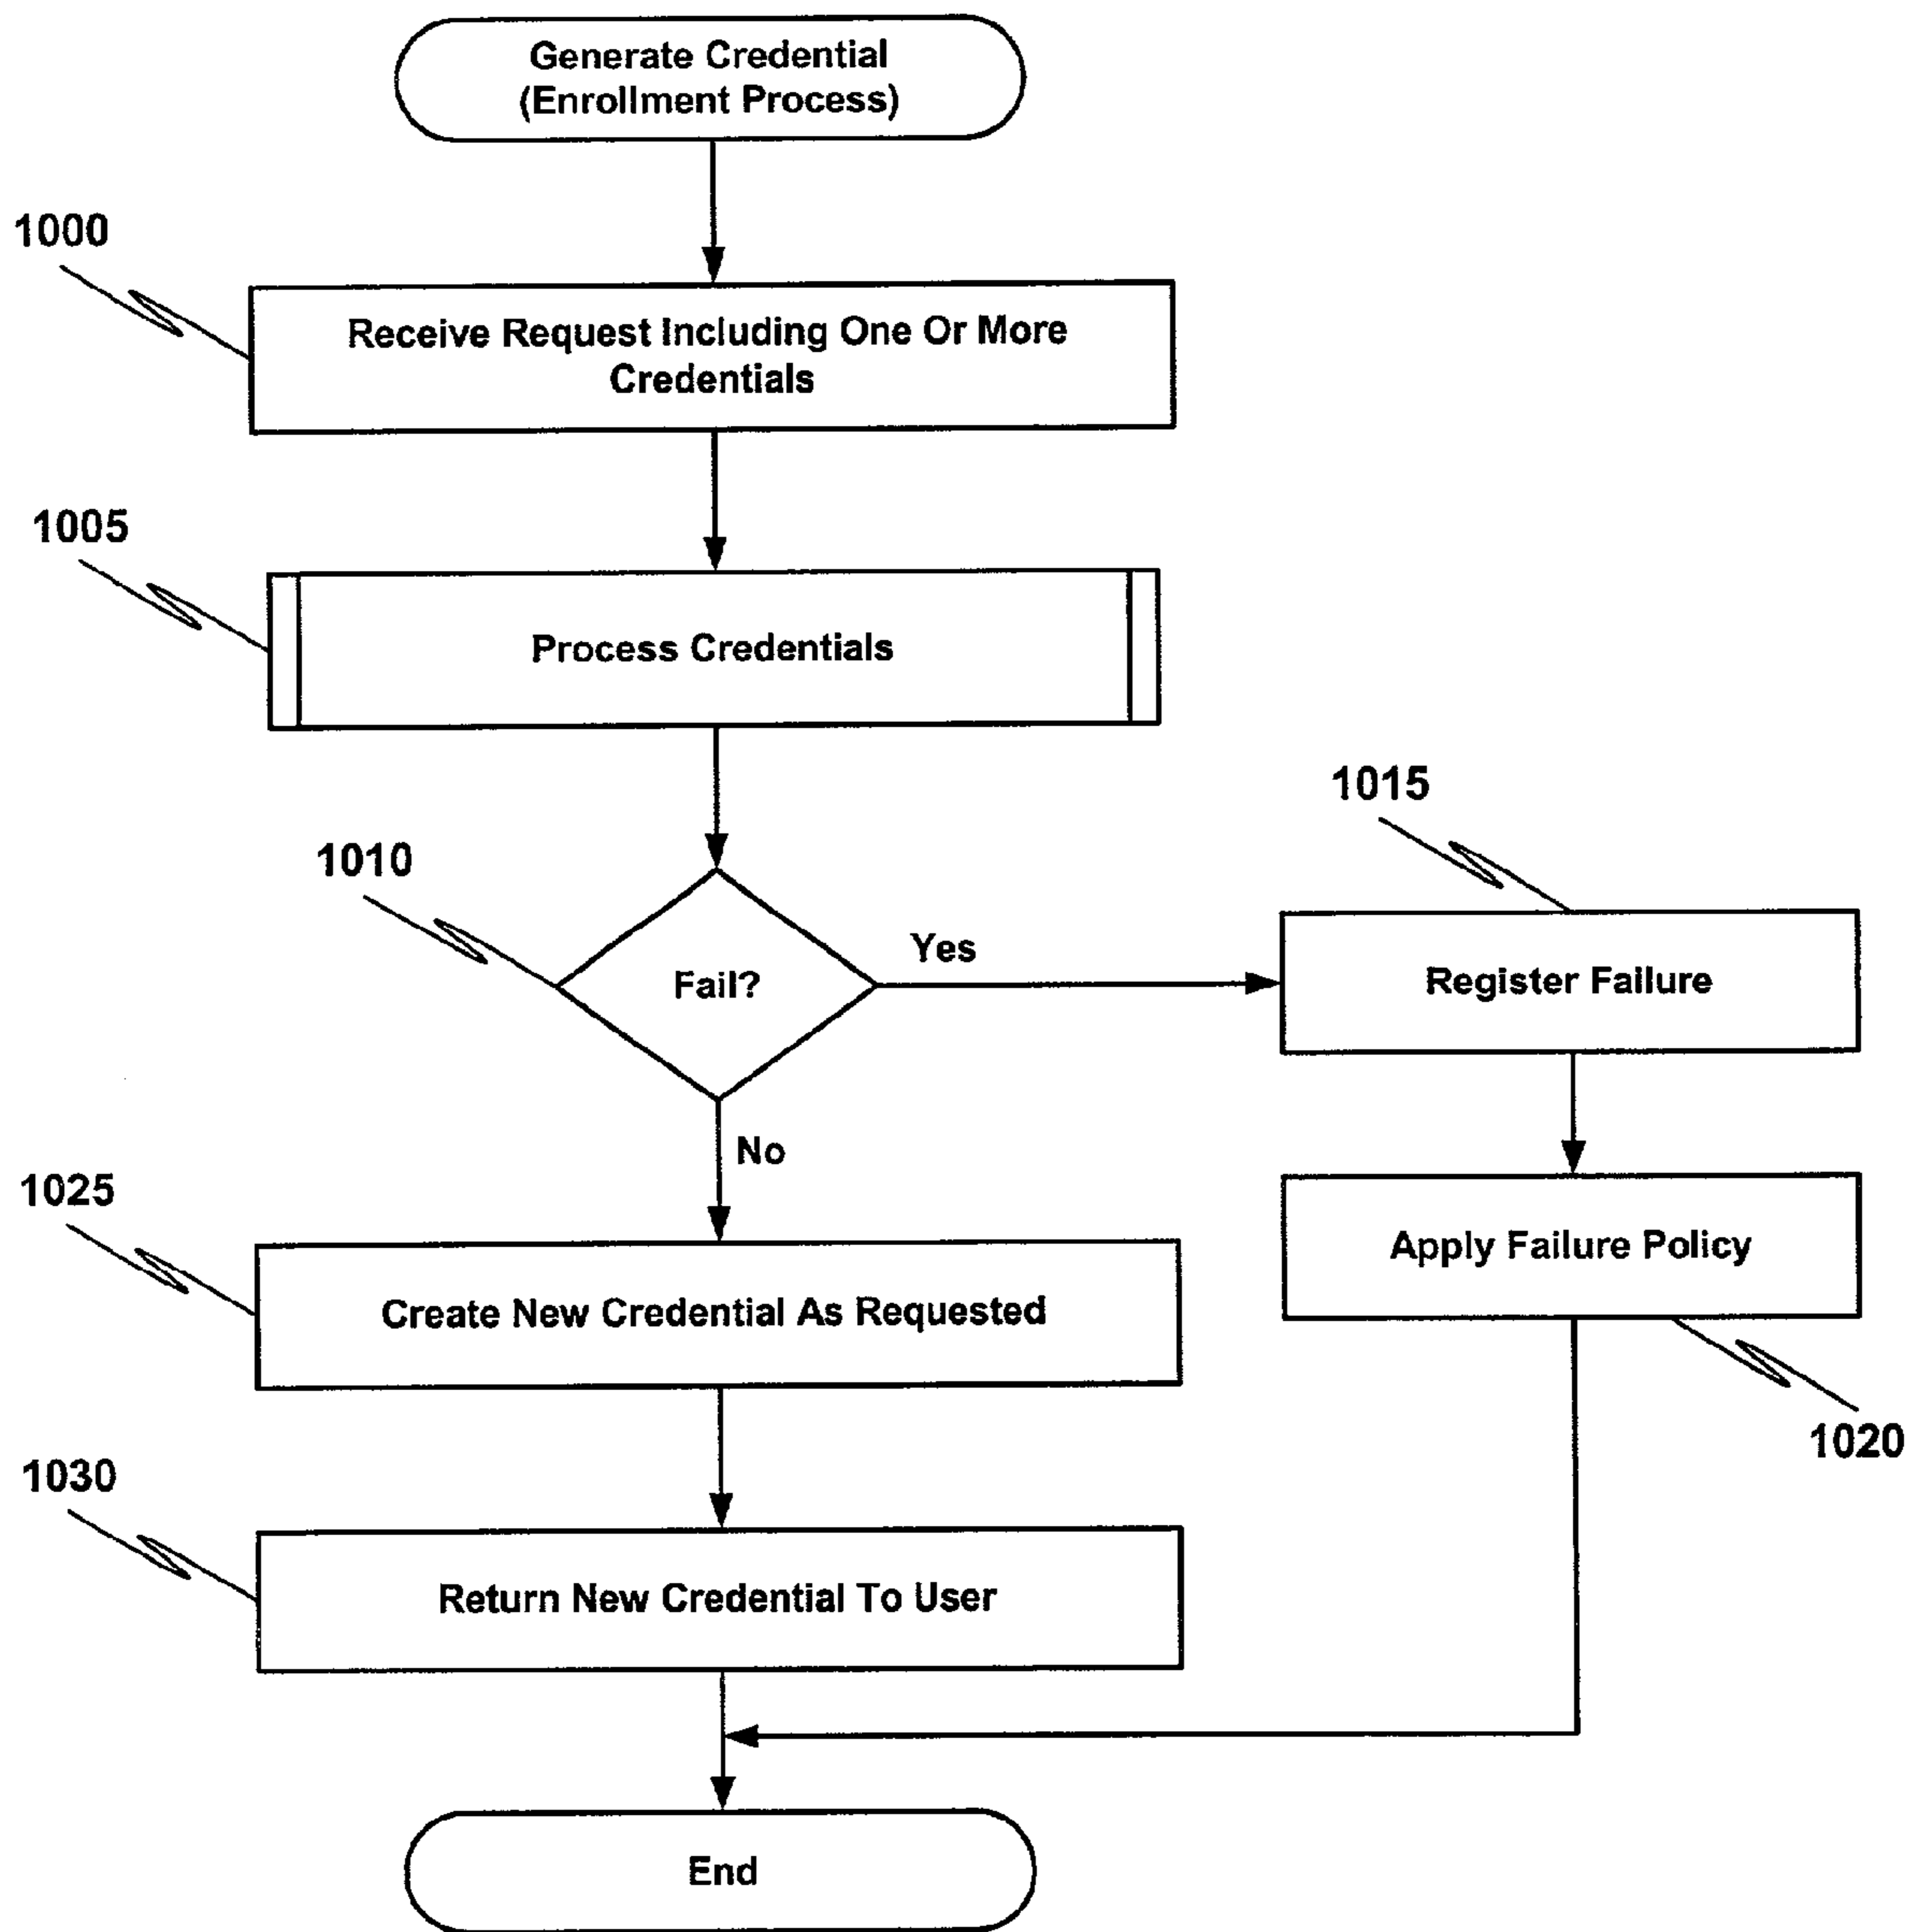 Generate Credential
(Enrollment Process)
1000
Receive Request Including One Or More
Credentials
1005
Process Credentials
1010
Fail?
Yes
1015
Register Failure
No
Apply Failure Policy
1020
1025
Create New Credential As Requested
1030
Return New Credential To User
End